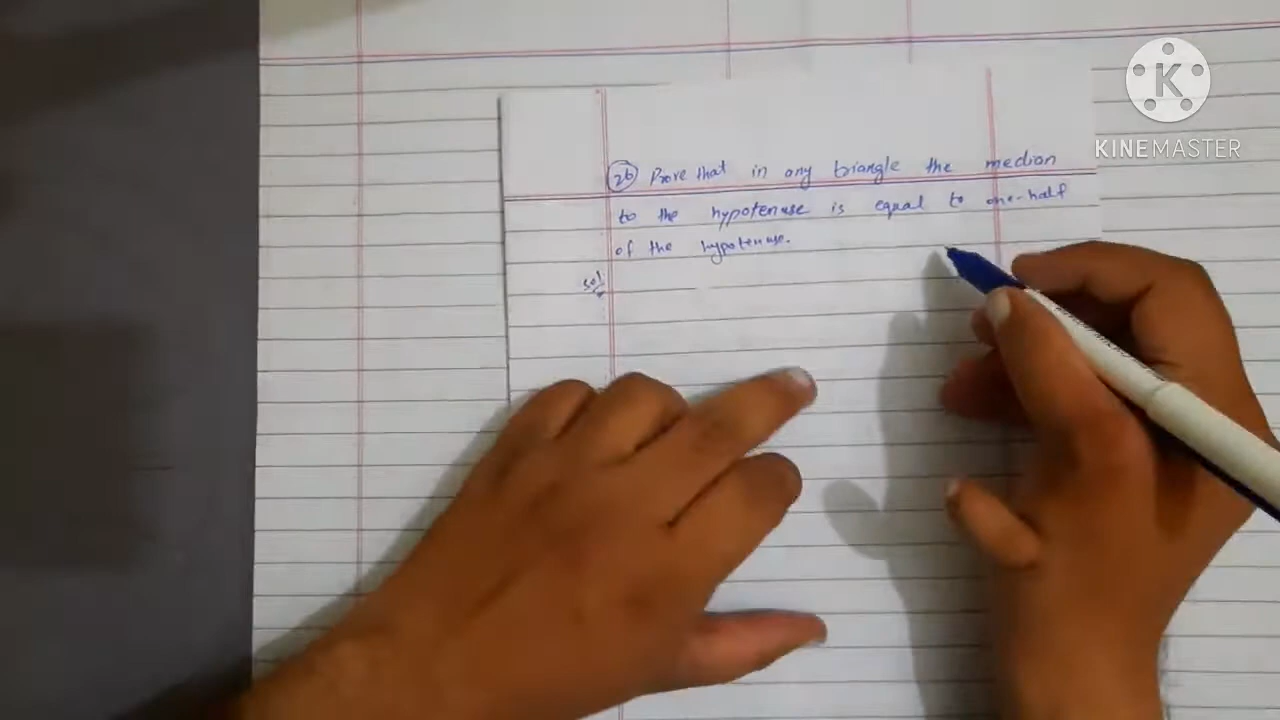 K
KINEMASTER
26 Prove that in any triangle the median
to the hypotenuse is equal to one-half
of the hypotenuse.
Sol